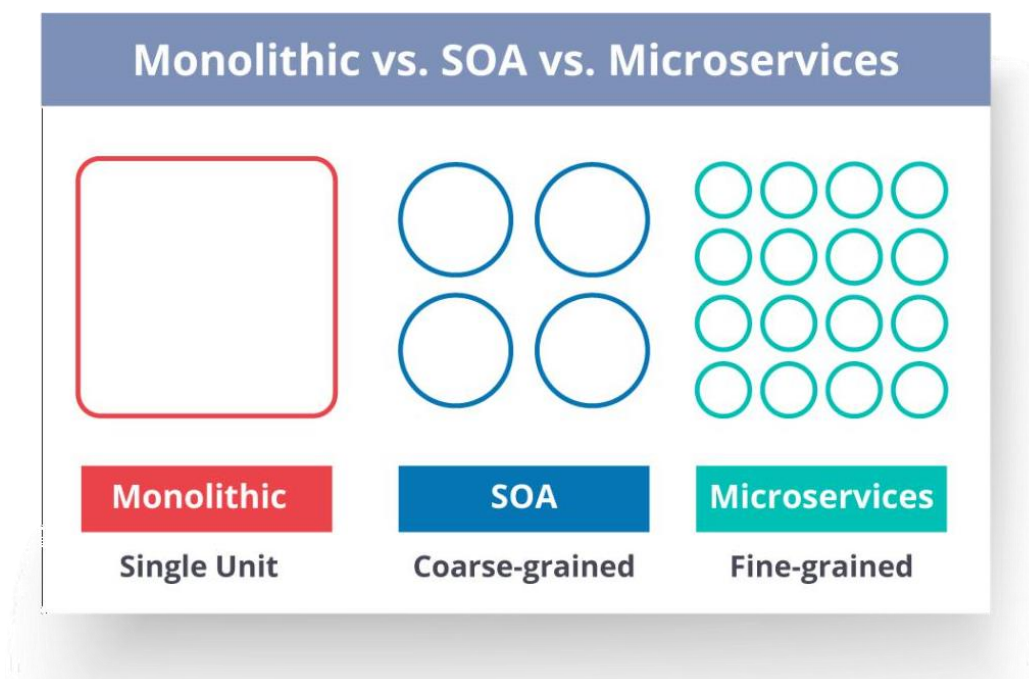 Monolithic vs. SOA vs. Microservices
Monolithic
SOA
Microservices
Single Unit
Coarse-grained
Fine-grained